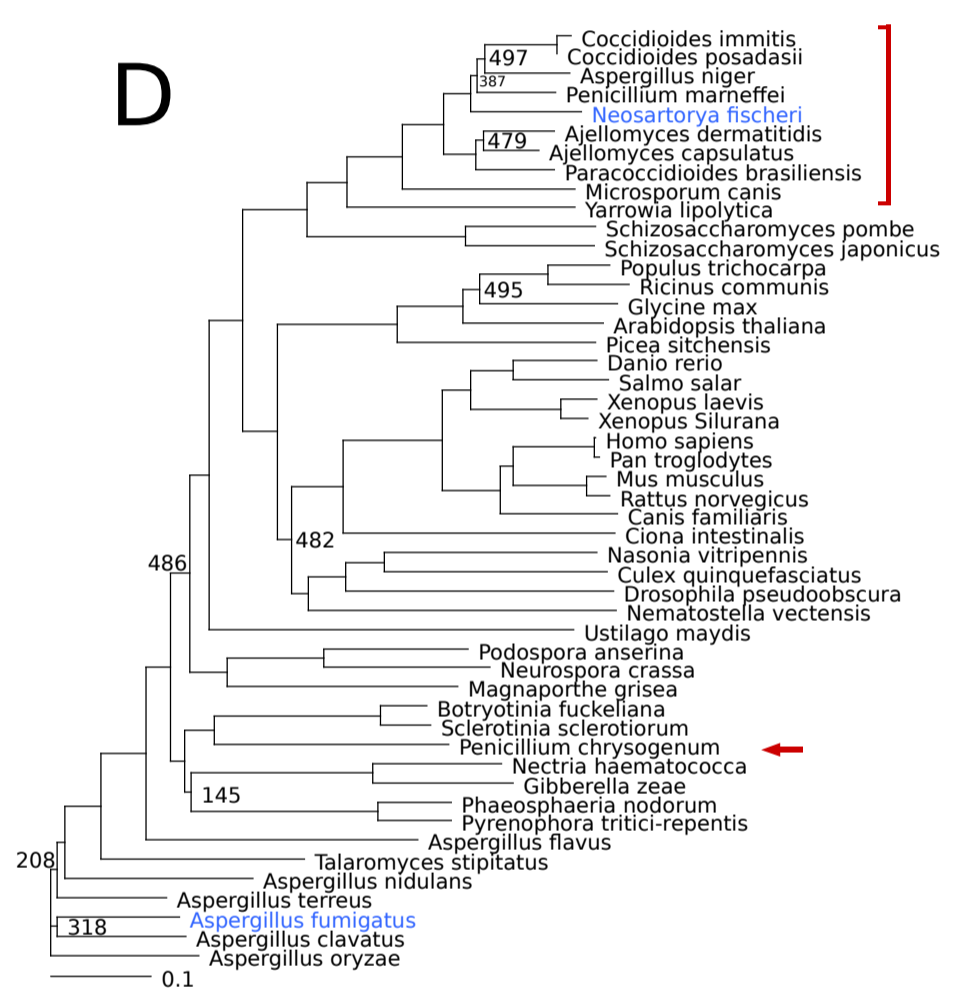 D
Coccidioides immitis
497
Coccidioides posadasii
Aspergillus niger
387
Penicillium marneffei
Neosartorya fischeri
Ajellomyces dermatitidis
479
Ajellomyces capsulatus
Paracoccidioides brasiliensis
Microsporum canis
Yarrowia lipolytica
Schizosaccharomyces pombe
Schizosaccharomyces japonicus
Populus trichocarpa
495
Ricinus communis
Glycine max
Arabidopsis thaliana
Picea sitchensis
Danio rerio
Salmo salar
Xenopus laevis
Xenopus Silurana
Homo sapiens
Pan troglodytes
Mus musculus
Rattus norvegicus
Canis familiaris
Ciona intestinalis
482
Nasonia vitripennis
486
Culex quinquefasciatus
Drosophila pseudoobscura
Nematostella vectensis
Ustilago maydis
Podospora anserina
Neurospora crassa
Magnaporthe grisea
Botryotinia fuckeliana
Sclerotinia sclerotiorum
Penicillium chrysogenum
Nectria haematococca
Gibberella zeae
145
Phaeosphaeria nodorum
Pyrenophora tritici-repentis
Aspergillus flavus
208
Talaromyces stipitatus
Aspergillus nidulans
Aspergillus terreus
Aspergillus fumigatus
318
Aspergillus clavatus
Aspergillus oryzae
0.1